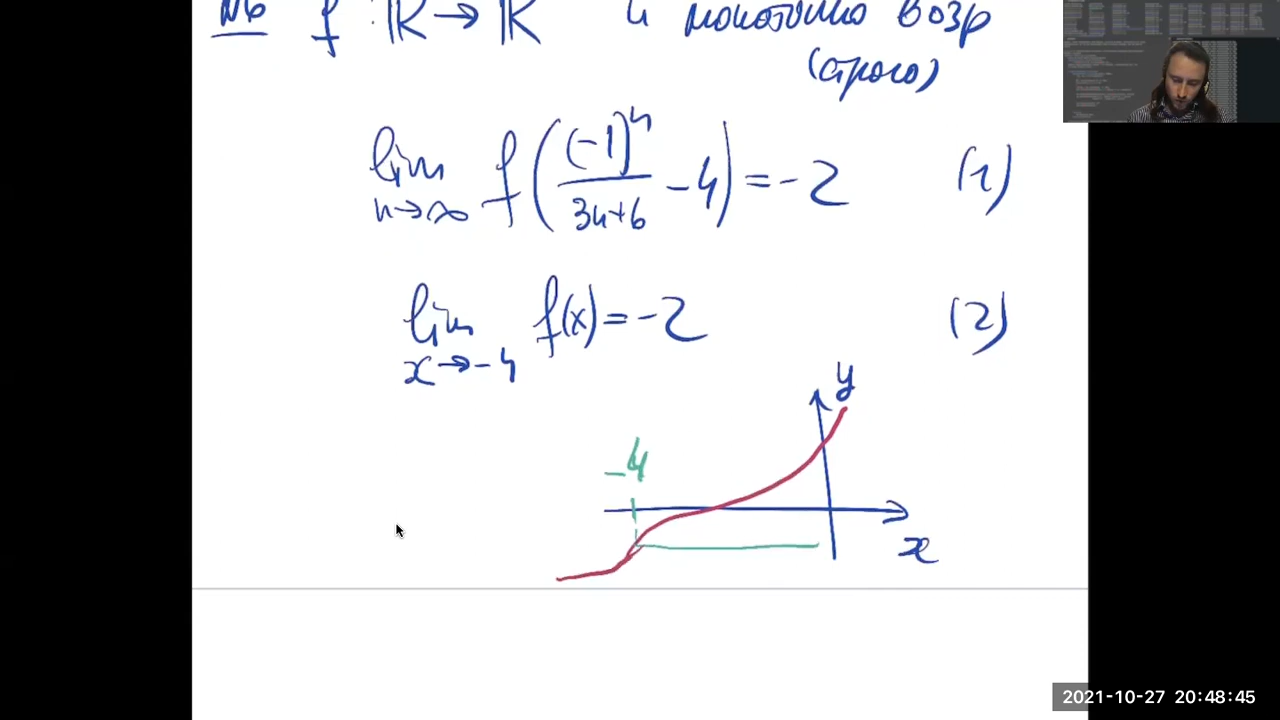 №6 f : ℝ → ℝ и монотонно возр
(строго)
lim f((-1)ⁿ/(3n+6) - 4) = -2 (1)
n→∞
lim f(x) = -2 (2)
x→-4
y
-4
x
2021-10-27 20:48:45